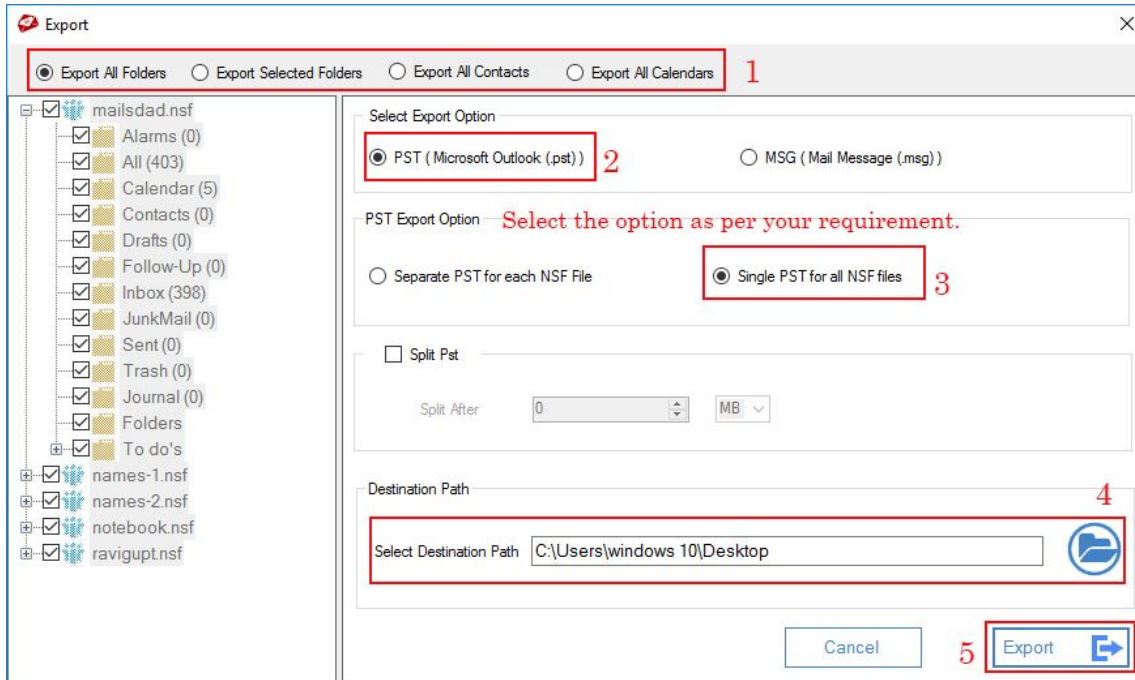 Export
Export All Folders Export Selected Folders Export All Contacts Export All Calendars 1
mailsdad.nsf
Alarms (0)
All (403)
Calendar (5)
Contacts (0)
Drafts (0)
Follow-Up (0)
Inbox (398)
JunkMail (0)
Sent (0)
Trash (0)
Journal (0)
Folders
To do's
names-1.nsf
names-2.nsf
notebook.nsf
ravigupt.nsf
Select Export Option
PST ( Microsoft Outlook (.pst) ) 2 MSG ( Mail Message (.msg) )
PST Export Option Select the option as per your requirement.
Separate PST for each NSF File Single PST for all NSF files 3
Split Pst
Split After 0 MB
Destination Path 4
Select Destination Path C:\Users\windows 10\Desktop
Cancel 5 Export